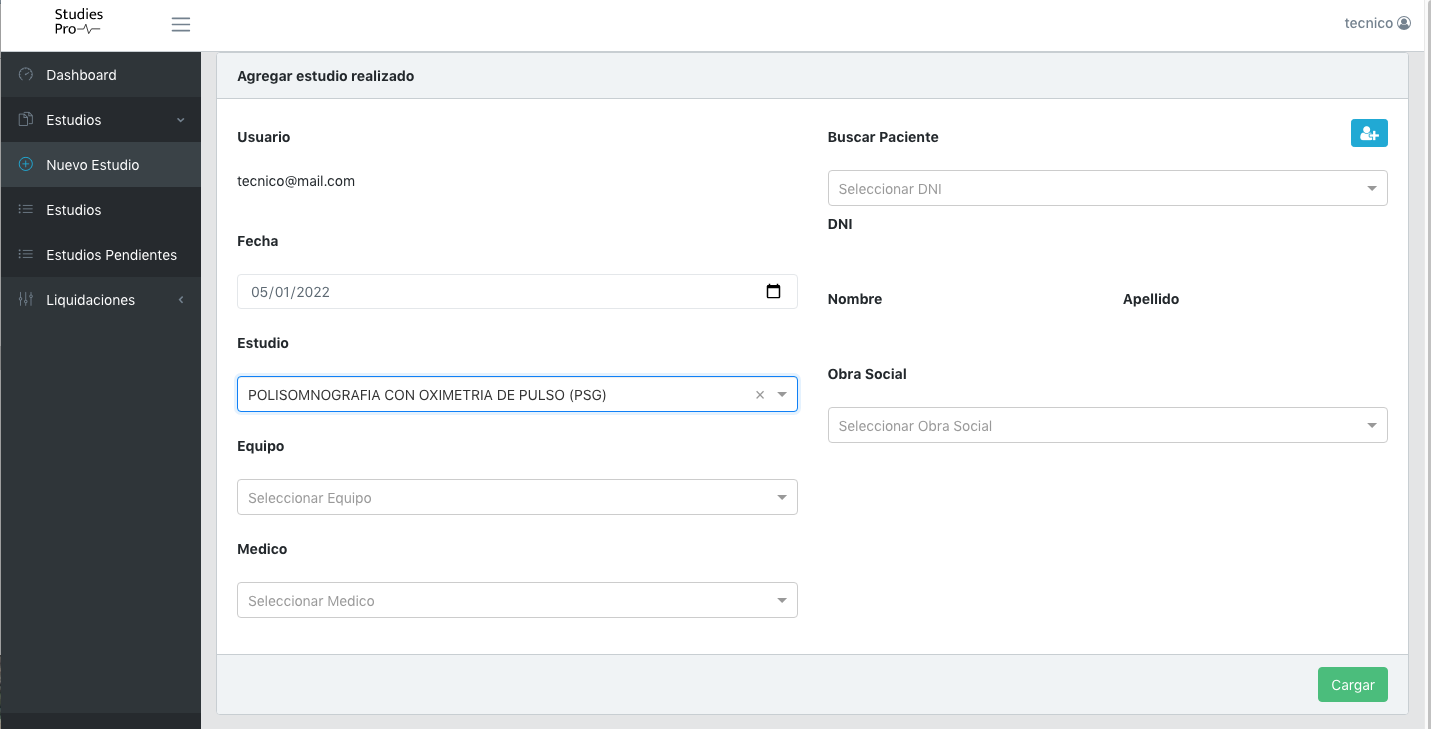 Studies
Pro
tecnico
Dashboard
Estudios
Nuevo Estudio
Estudios
Estudios Pendientes
Liquidaciones
Agregar estudio realizado
Usuario
tecnico@mail.com
Fecha
05/01/2022
Estudio
POLISOMNOGRAFIA CON OXIMETRIA DE PULSO (PSG)
Equipo
Seleccionar Equipo
Medico
Seleccionar Medico
Buscar Paciente
Seleccionar DNI
DNI
Nombre Apellido
Obra Social
Seleccionar Obra Social
Cargar